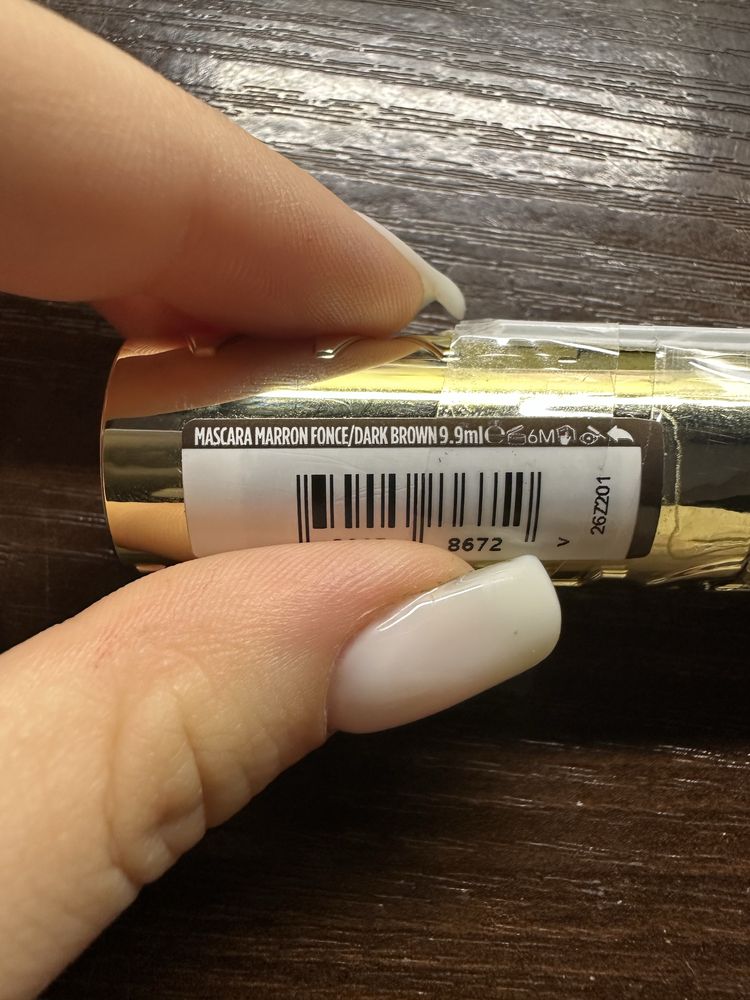 MASCARA MARRON FONCE/DARK BROWN 9.9ml℮ 6M
8672
V
26Z201